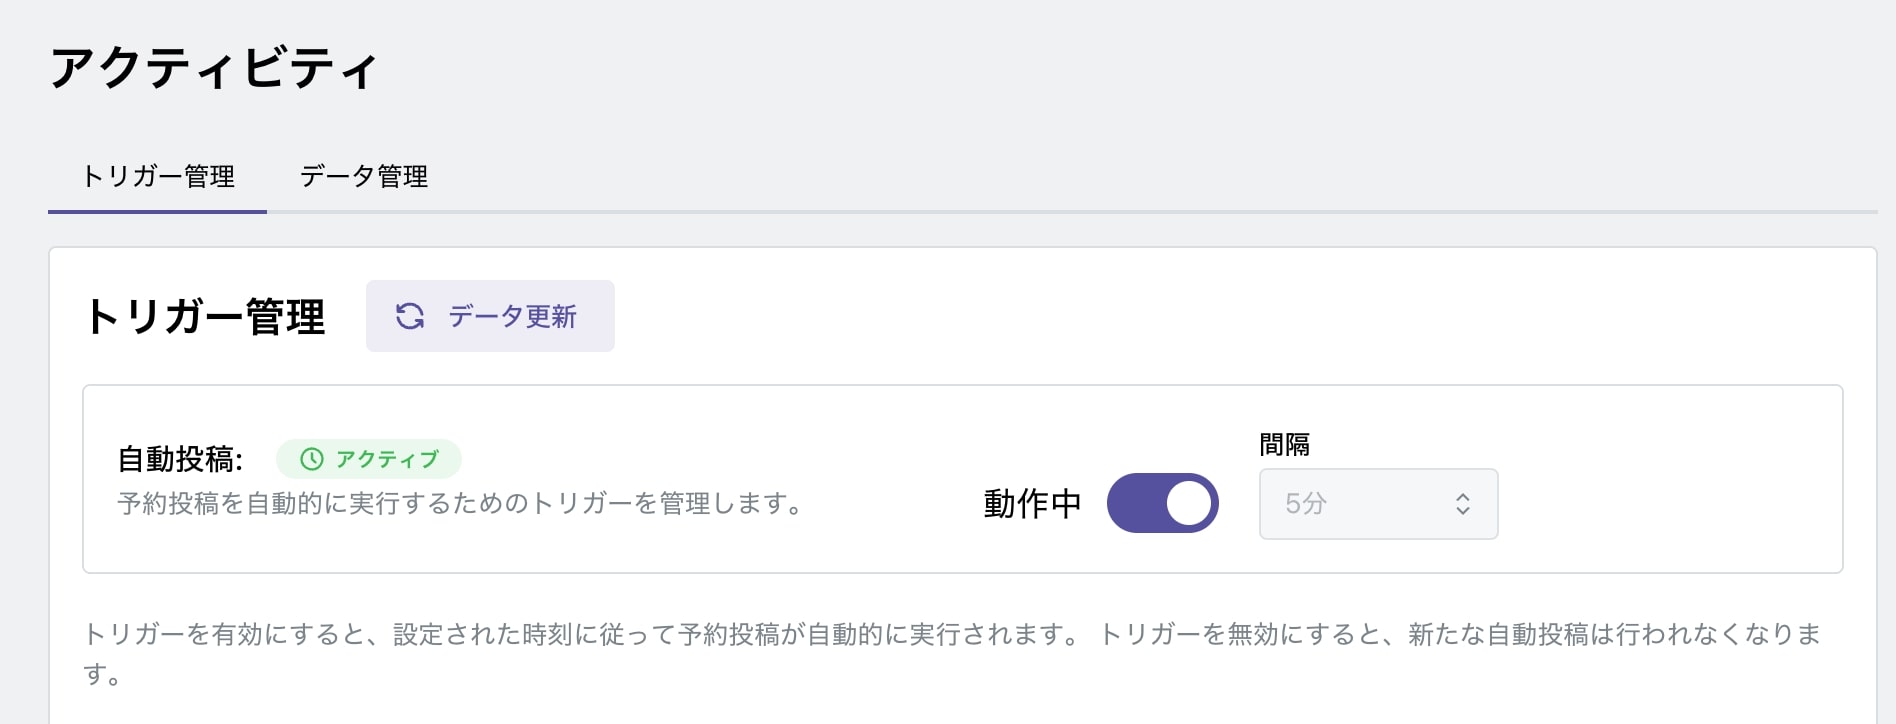 アクティビティ
トリガー管理 データ管理
トリガー管理 データ更新
自動投稿: アクティブ
予約投稿を自動的に実行するためのトリガーを管理します。
動作中
間隔
5分
トリガーを有効にすると、設定された時刻に従って予約投稿が自動的に実行されます。 トリガーを無効にすると、新たな自動投稿は行われなくなりま
す。